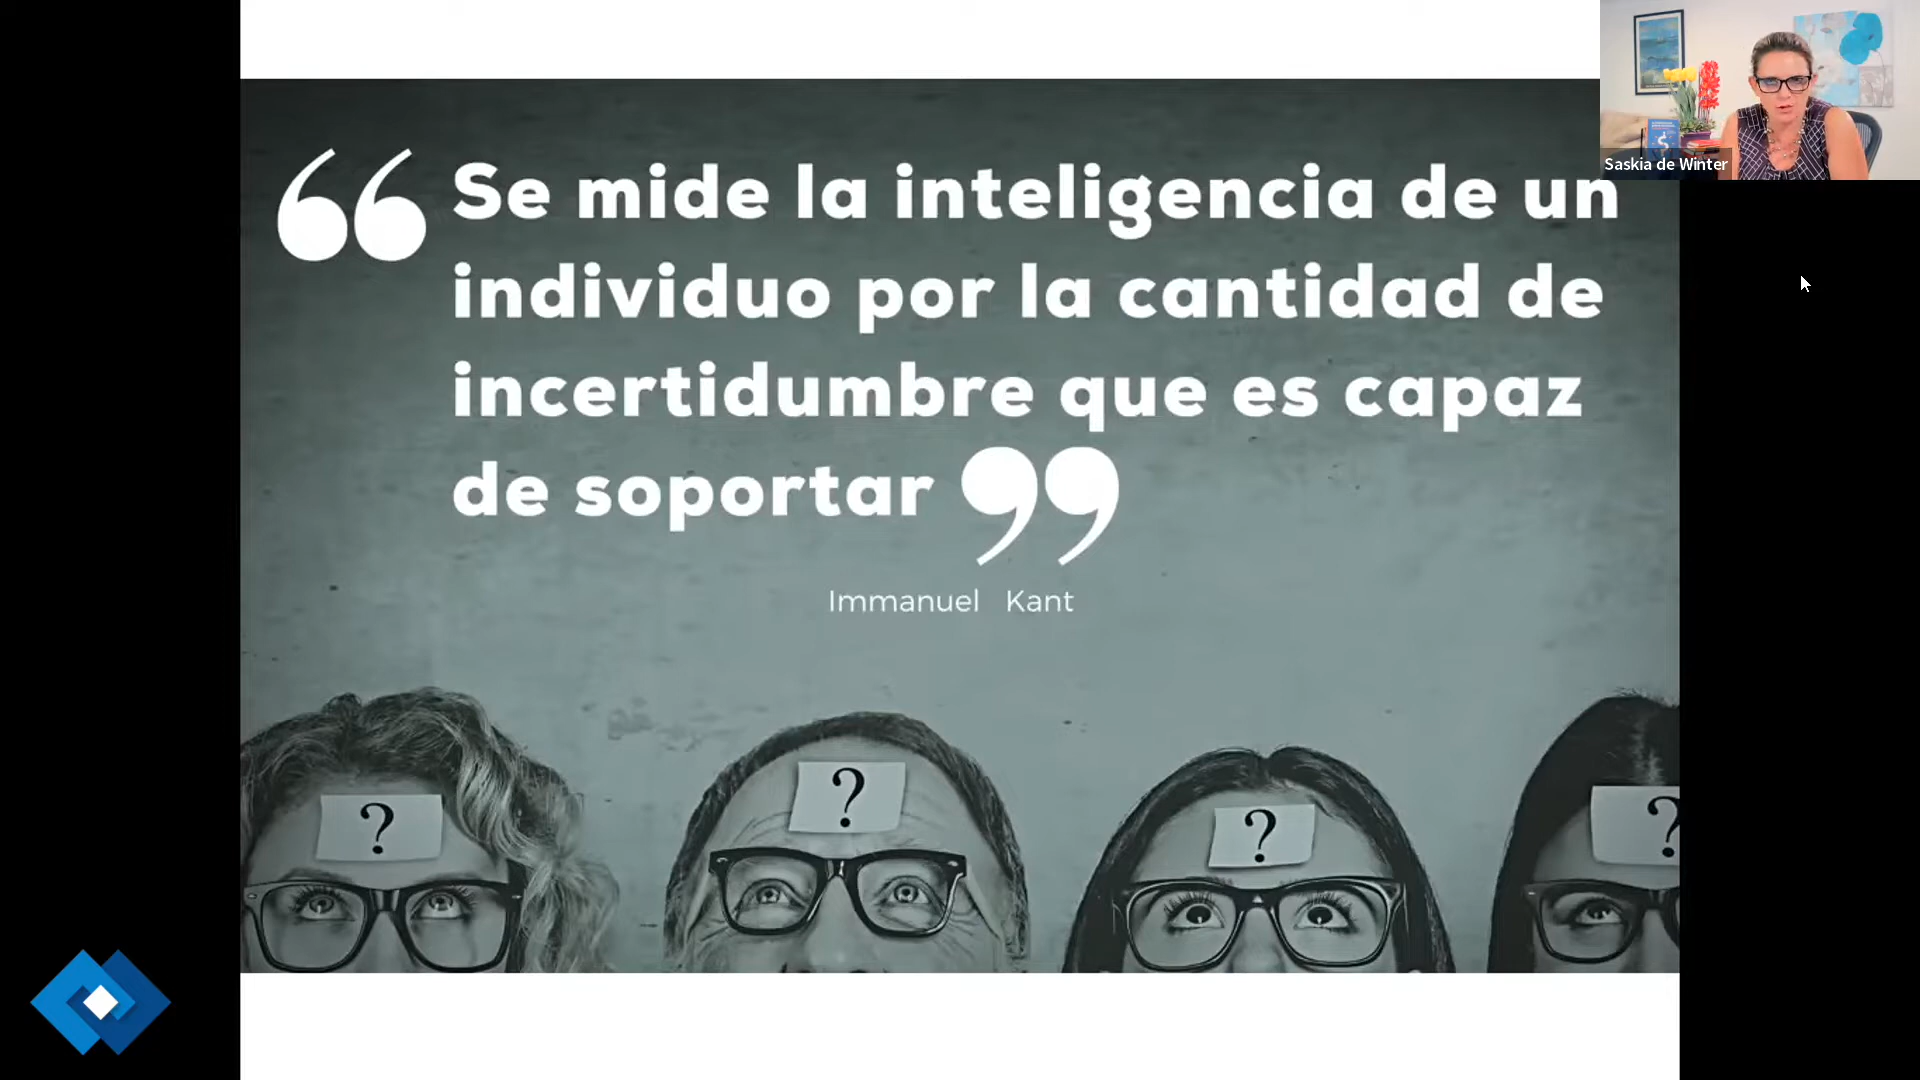 Saskia de Winter
“ Se mide la inteligencia de un
individuo por la cantidad de
incertidumbre que es capaz
de soportar ”
Immanuel Kant
?
?
?
?